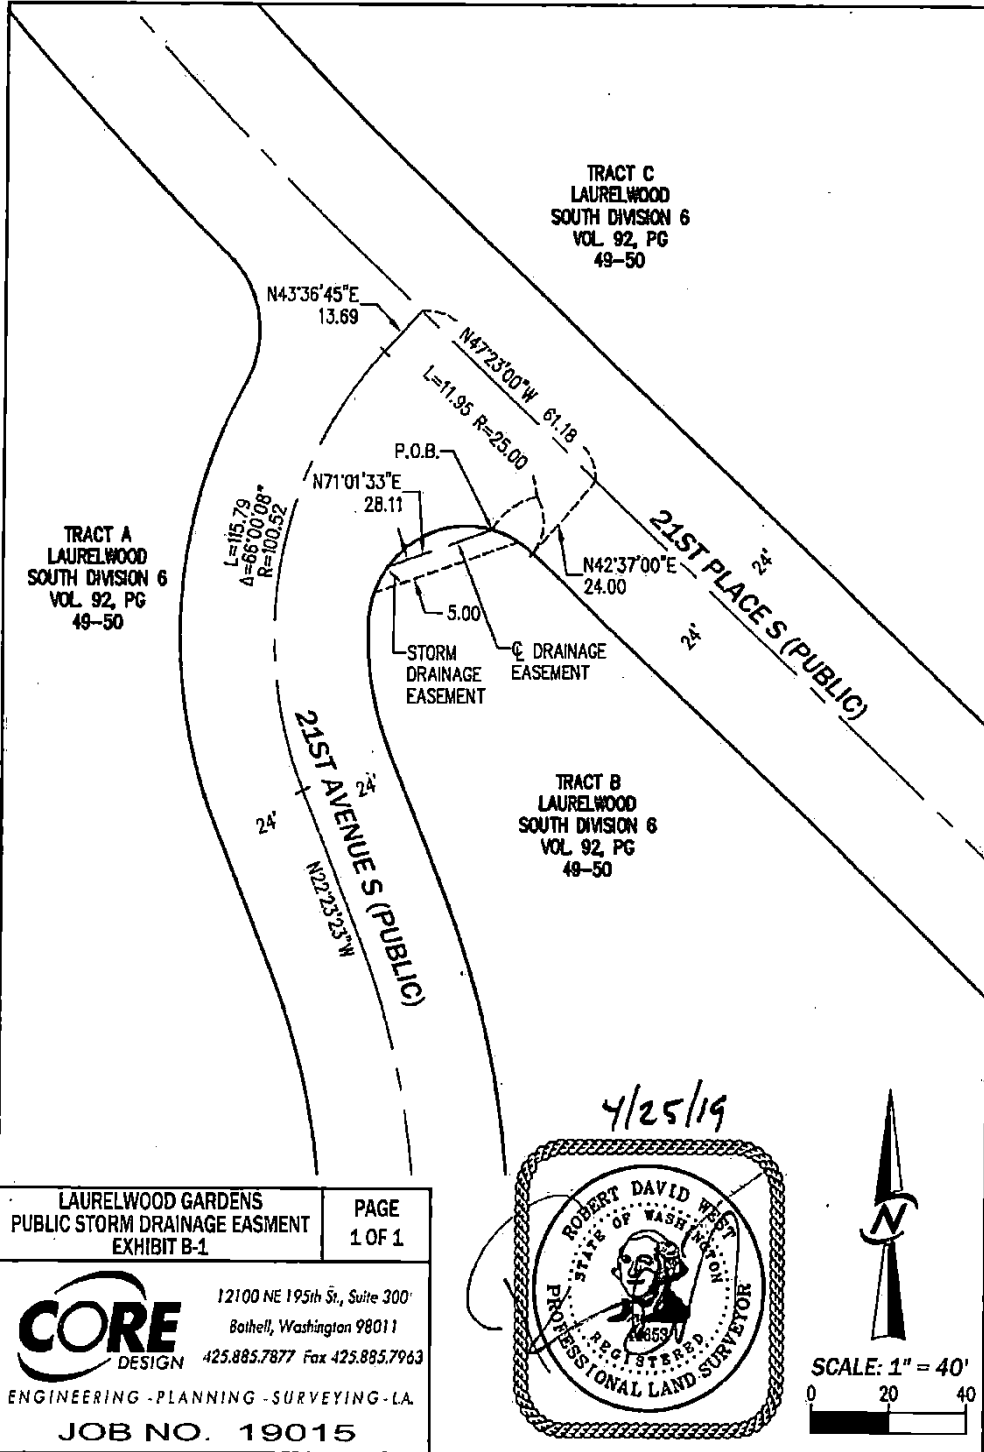 TRACT C
LAURELWOOD
SOUTH DIVISION 6
VOL. 92, PG
49-50
N43°36'45"E
13.69
N47°23'00"W 61.18
L=11.95 R=25.00
P.O.B.
N71°01'33"E
28.11
L=115.79
Δ=66°00'08"
R=100.52
TRACT A
LAURELWOOD
SOUTH DIVISION 6
VOL. 92, PG
49-50
N42°37'00"E
24.00
21ST PLACE S (PUBLIC)
24'
24'
5.00
STORM
DRAINAGE
EASEMENT
℄ DRAINAGE
EASEMENT
21ST AVENUE S (PUBLIC)
24'
24'
N22°23'23"W
TRACT B
LAURELWOOD
SOUTH DIVISION 6
VOL. 92, PG
49-50
4/25/19
ROBERT DAVID WEST
STATE OF WASHINGTON
REGISTERED
PROFESSIONAL LAND SURVEYOR
N
SCALE: 1" = 40'
0 20 40
LAURELWOOD GARDENS
PUBLIC STORM DRAINAGE EASMENT
EXHIBIT B-1
PAGE
1 OF 1
CORE
DESIGN
12100 NE 195th St., Suite 300
Bothell, Washington 98011
425.885.7877 Fax 425.885.7963
ENGINEERING - PLANNING - SURVEYING - L.A.
JOB NO. 19015